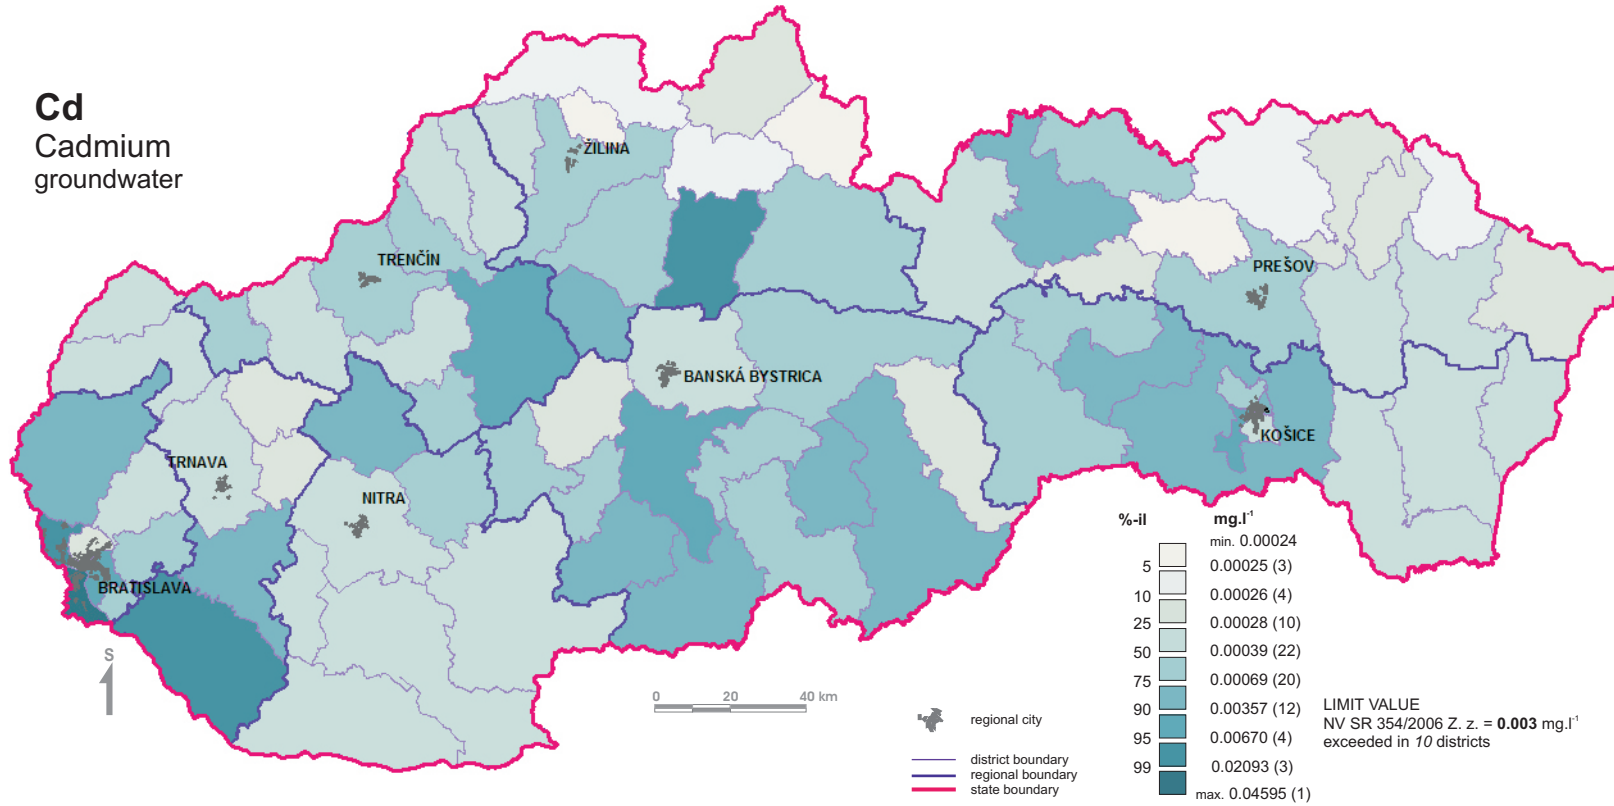 Cd
Cadmium
groundwater
ŽILINA
TRENČÍN
PREŠOV
BANSKÁ BYSTRICA
KOŠICE
TRNAVA
NITRA
BRATISLAVA
S
0 20 40 km
regional city
district boundary
regional boundary
state boundary
%-il mg.l⁻¹
min. 0.00024
5 0.00025 (3)
10 0.00026 (4)
25 0.00028 (10)
50 0.00039 (22)
75 0.00069 (20)
90 0.00357 (12)
95 0.00670 (4)
99 0.02093 (3)
max. 0.04595 (1)
LIMIT VALUE
NV SR 354/2006 Z. z. = 0.003 mg.l⁻¹
exceeded in 10 districts